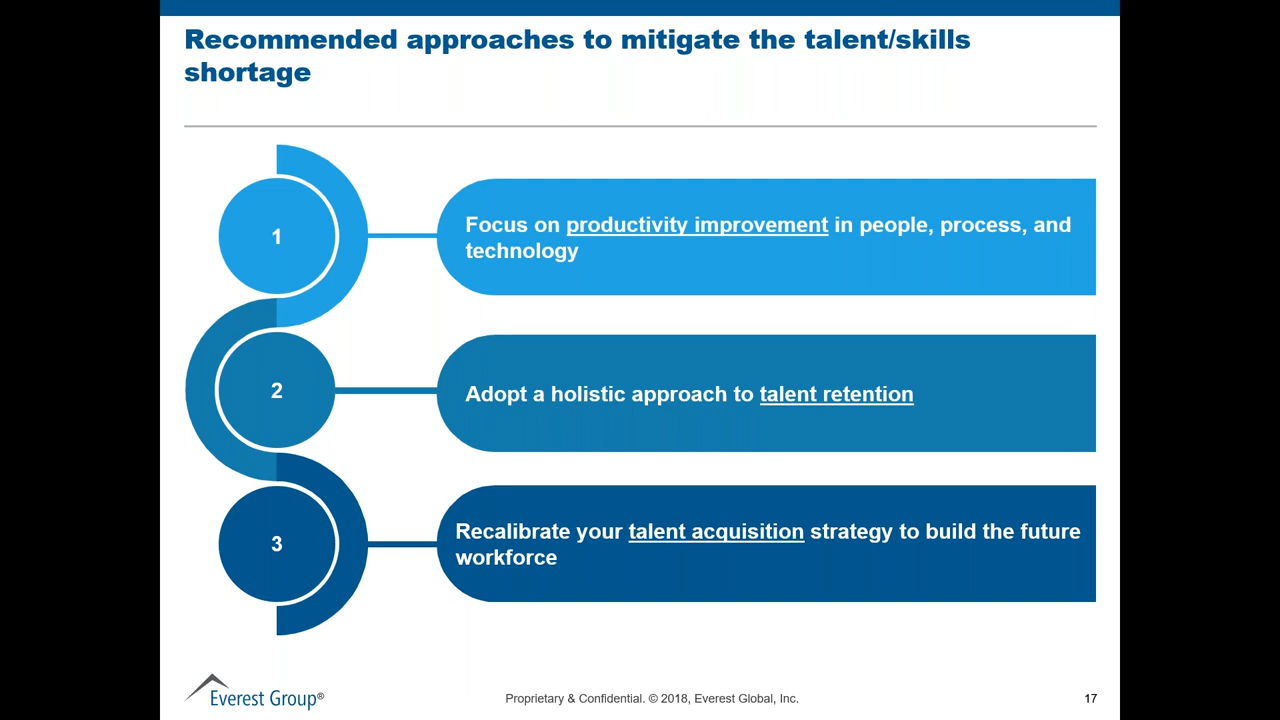 Recommended approaches to mitigate the talent/skills
shortage
1
Focus on productivity improvement in people, process, and
technology
2
Adopt a holistic approach to talent retention
3
Recalibrate your talent acquisition strategy to build the future
workforce
Everest Group®
Proprietary & Confidential. © 2018, Everest Global, Inc.
17